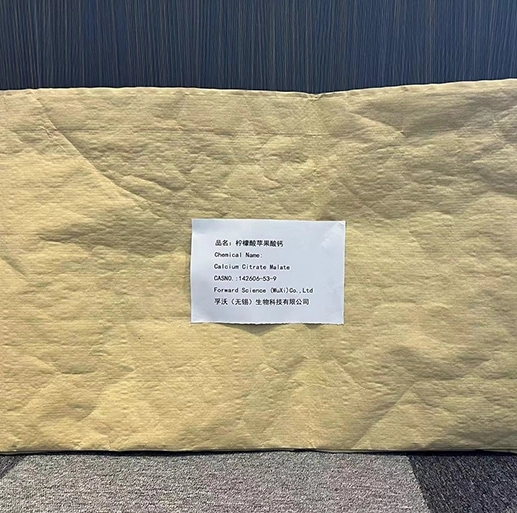 品名：柠檬酸苹果酸钙
Chemical Name:
Calcium Citrate Malate
CASNO.:142606-53-9
Forward Science (WuXi)Co.,Ltd
孚沃（无锡）生物科技有限公司